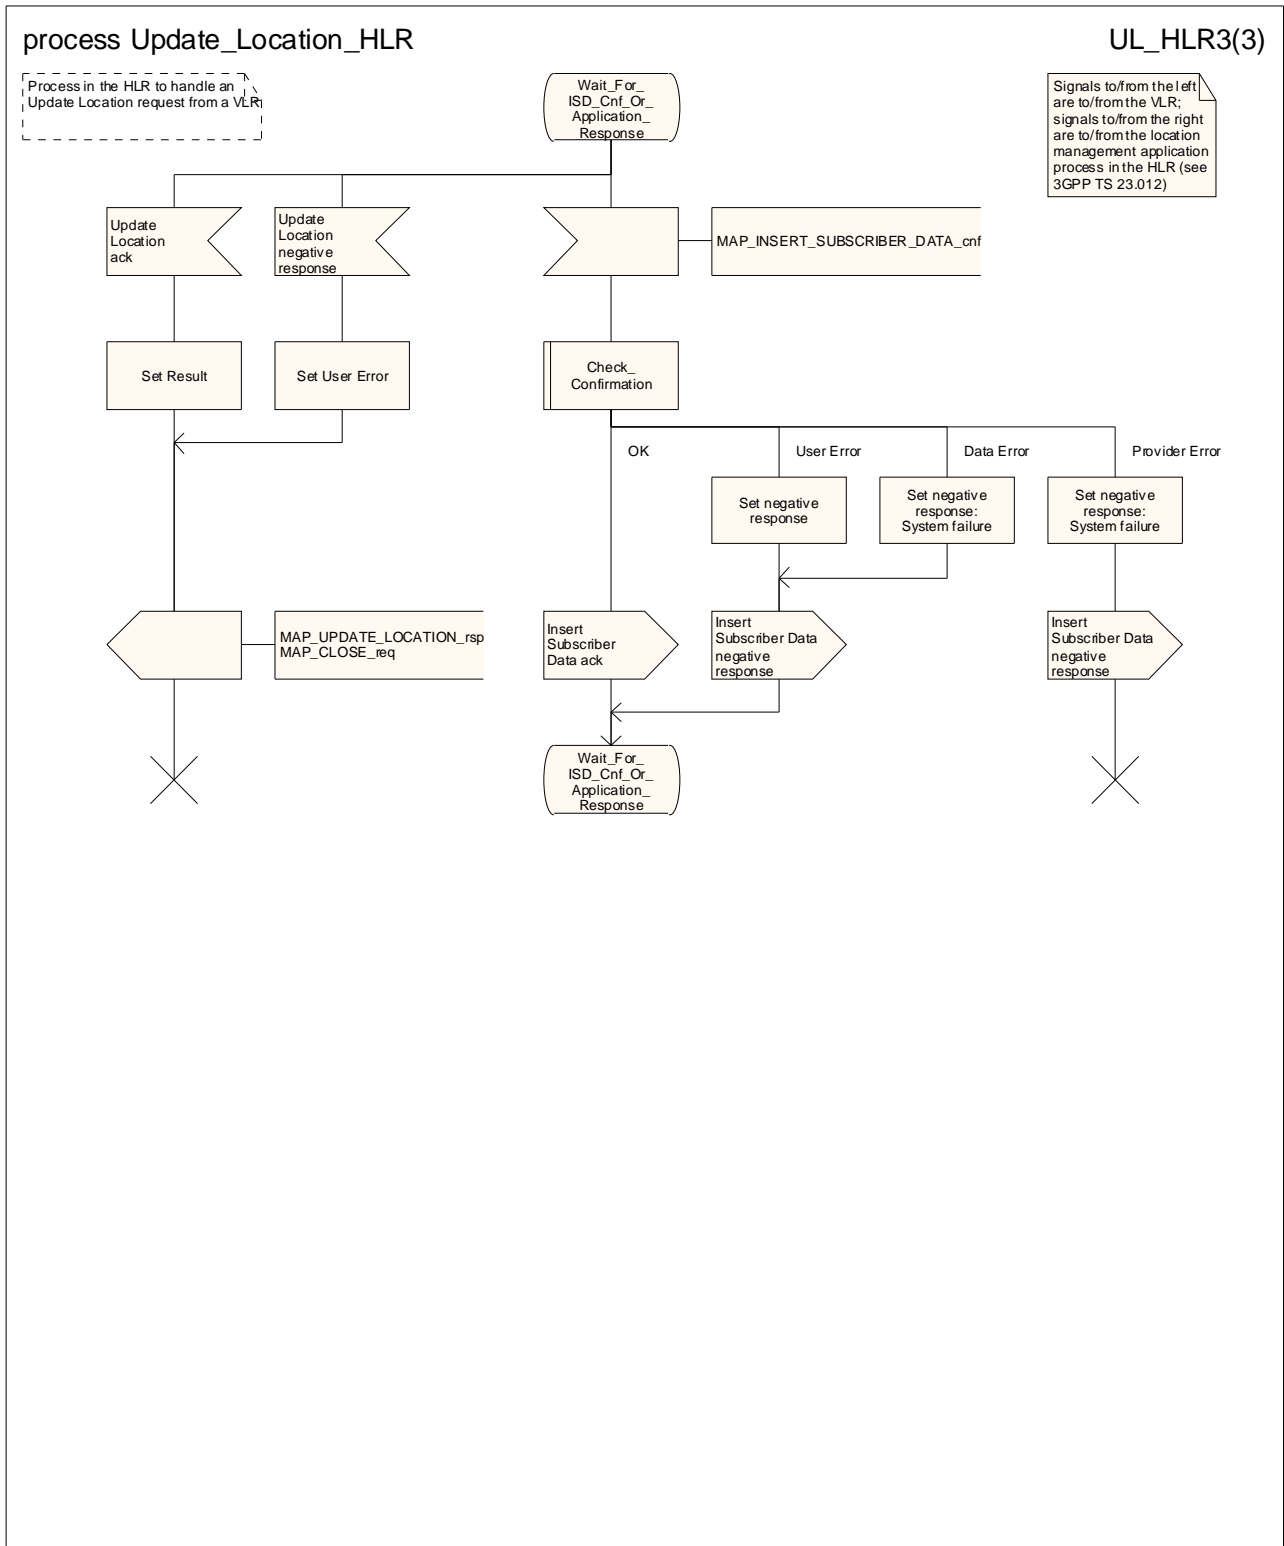 process Update_Location_HLR
UL_HLR3(3)
Process in the HLR to handle an
Update Location request from a VLR
Wait_For_
ISD_Cnf_Or_
Application_
Response
Signals to/from the left
are to/from the VLR;
signals to/from the right
are to/from the location
management application
process in the HLR (see
3GPP TS 23.012)
Update
Location
ack
Update
Location
negative
response
MAP_INSERT_SUBSCRIBER_DATA_cnf
Set Result
Set User Error
Check_
Confirmation
OK
User Error
Data Error
Provider Error
Set negative
response
Set negative
response:
System failure
Set negative
response:
System failure
MAP_UPDATE_LOCATION_rsp
MAP_CLOSE_req
Insert
Subscriber
Data ack
Insert
Subscriber Data
negative
response
Insert
Subscriber Data
negative
response
Wait_For_
ISD_Cnf_Or_
Application_
Response